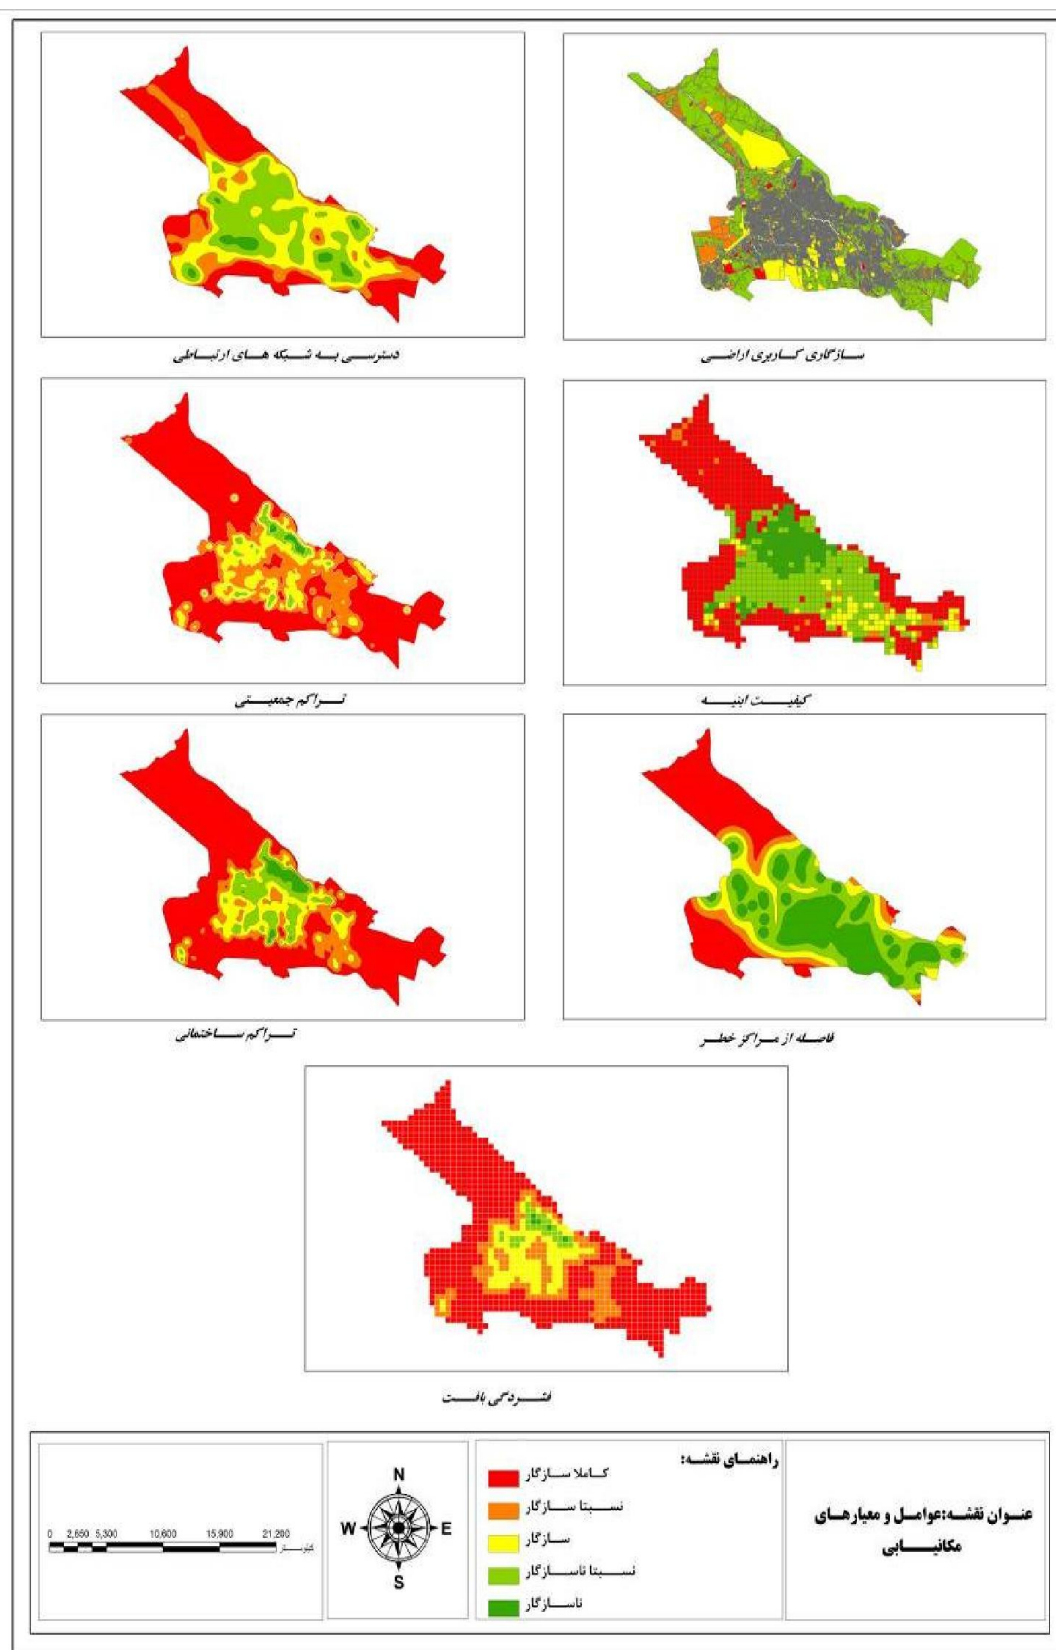 سازگاری کاربری اراضی
دسترسی به شبکه های ارتباطی
کیفیت ابنیه
تراکم جمعیتی
فاصله از مراکز خطر
تراکم ساختمانی
فشردگی بافت
عنوان نقشه:عوامل و معیارهای
مکانیابی
راهنمای نقشه:
کاملا سازگار
نسبتا سازگار
سازگار
نسبتا ناسازگار
ناسازگار
N
W E
S
0 2,650 5,300 10,600 15,900 21,200
کیلومتر